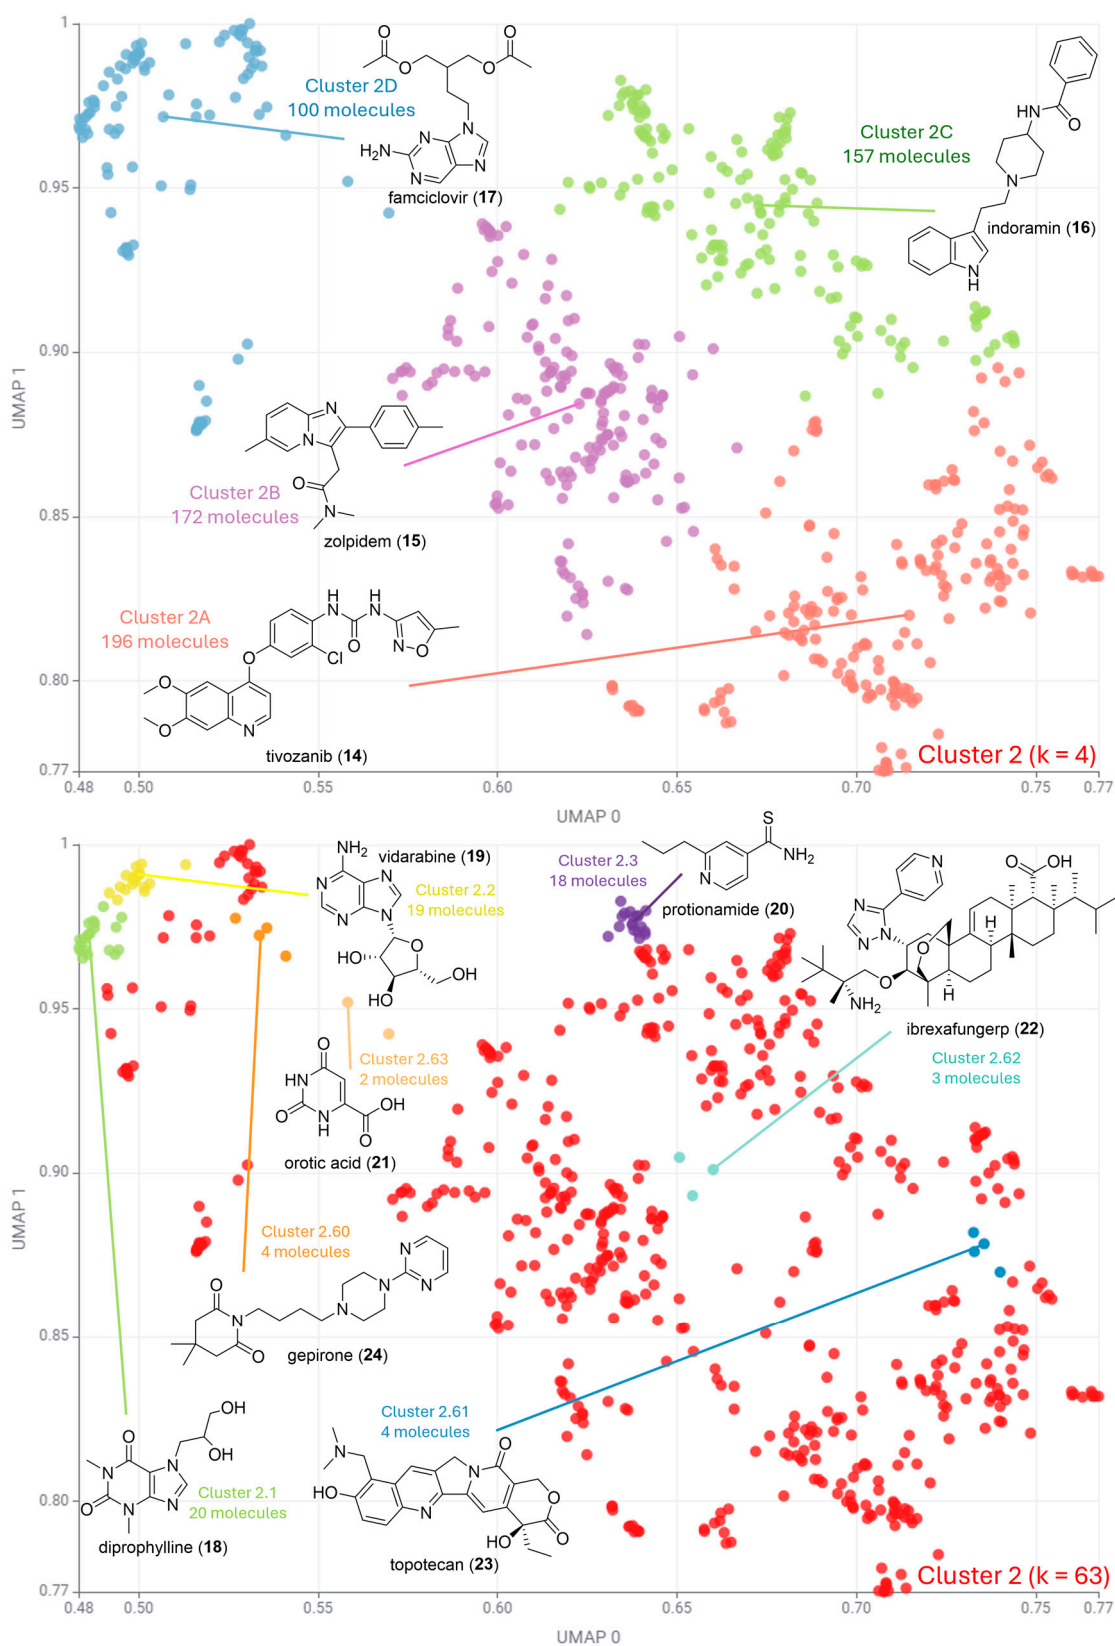 1
Cluster 2D
100 molecules
O
O
O
O
N
N
H₂N
N
N
famciclovir (17)
Cluster 2C
157 molecules
HN
O
N
N
H
indoramin (16)
0.95
0.90
UMAP 1
N
N
O
N
Cluster 2B
172 molecules
zolpidem (15)
0.85
Cluster 2A
196 molecules
H
N
H
N
O
N
O
Cl
O
O
O
N
tivozanib (14)
0.80
Cluster 2 (k = 4)
0.77
0.48
0.50
0.55
0.60
0.65
0.70
0.75
0.77
UMAP 0
1
NH₂
vidarabine (19)
N
N
N
N
Cluster 2.2
19 molecules
HO
O
OH
HO
Cluster 2.3
18 molecules
S
NH₂
N
protionamide (20)
O
OH
N
N
N
N
O
H
H
O
NH₂
ibrexafungerp (22)
Cluster 2.62
3 molecules
0.95
Cluster 2.63
2 molecules
O
HN
O
N
H
OH
O
orotic acid (21)
0.90
UMAP 1
Cluster 2.60
4 molecules
O
N
O
N
N
N
N
gepirone (24)
0.85
OH
OH
O
N
N
O
N
N
Cluster 2.1
20 molecules
diprophylline (18)
Cluster 2.61
4 molecules
N
HO
N
N
O
O
O
HO
topotecan (23)
0.80
Cluster 2 (k = 63)
0.77
0.48
0.50
0.55
0.60
0.65
0.70
0.75
0.77
UMAP 0